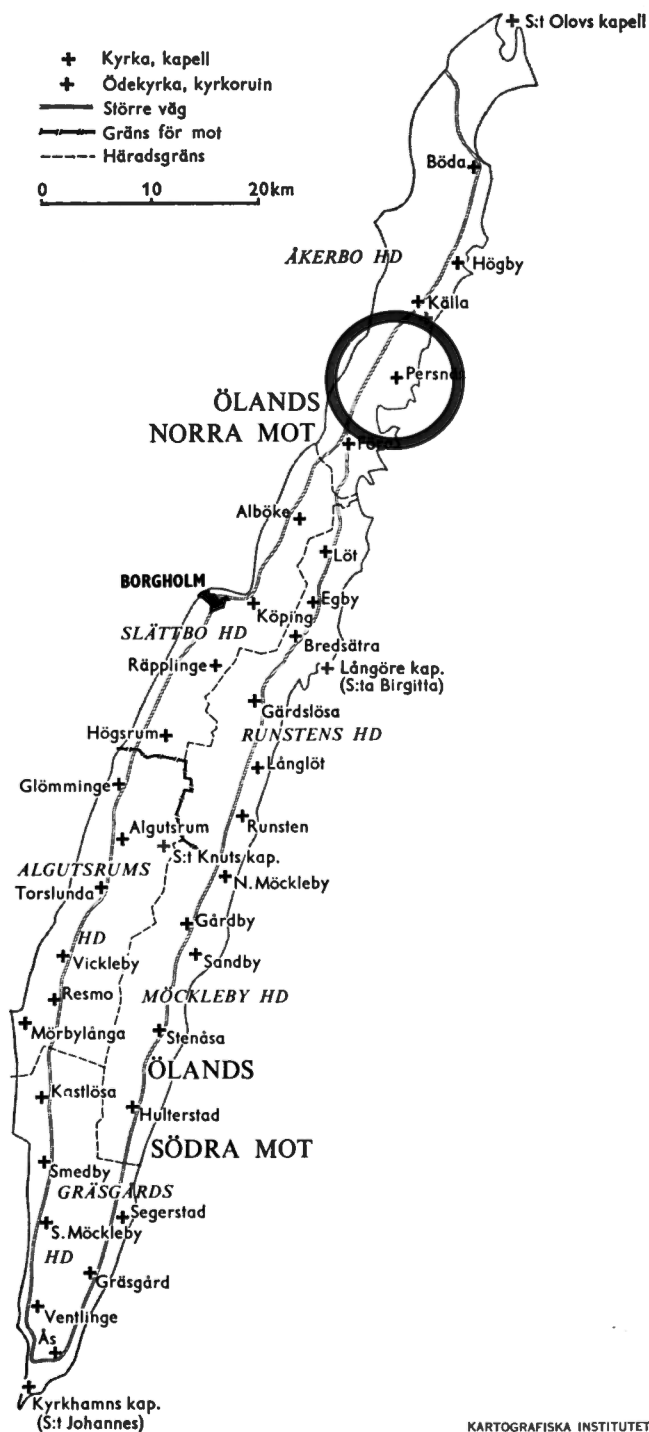 S:t Olovs kapell
Kyrka, kapell
Ödekyrka, kyrkoruin
Större väg
Gräns för mot
Häradsgräns
0 10 20km
Böda
ÅKERBO HD
Högby
Källa
ÖLANDS
NORRA MOT
Alböke
Löt
BORGHOLM
Egby
Köping
SLÄTTBO HD
Bredsätra
Räpplinge
Långöre kap.
(S:ta Birgitta)
Gärdslösa
Högsrum
RUNSTENS HD
Långlöt
Glömminge
Runsten
Algutsrum
S:t Knuts kap.
ALGUTSRUMS
N. Möckleby
Torslunda
Gårdby
HD
Vickleby
Sandby
MÖCKLEBY HD
Resmo
Mörbylånga
Stenåsa
ÖLANDS
Kastlösa
Hulterstad
SÖDRA MOT
Smedby
GRÄSGÅRDS
Segerstad
S. Möckleby
HD
Gräsgård
Ventlinge
Ås
Kyrkhamns kap.
(S:t Johannes)
KARTOGRAFISKA INSTITUTET